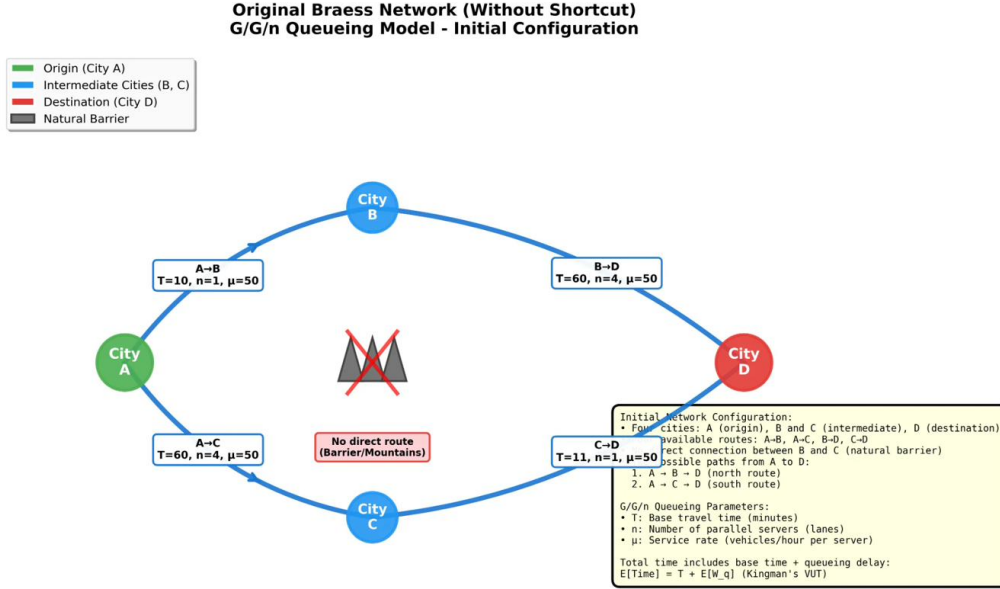 Original Braess Network (Without Shortcut)
G/G/n Queueing Model - Initial Configuration
Origin (City A)
Intermediate Cities (B, C)
Destination (City D)
Natural Barrier
City
B
A→B
T=10, n=1, μ=50
B→D
T=60, n=4, μ=50
City
A
City
D
A→C
T=60, n=4, μ=50
No direct route
(Barrier/Mountains)
C→D
T=11, n=1, μ=50
City
C
Initial Network Configuration:
• Four cities: A (origin), B and C (intermediate), D (destination)
available routes: A→B, A→C, B→D, C→D
rect connection between B and C (natural barrier)
ossible paths from A to D:
1. A → B → D (north route)
2. A → C → D (south route)
G/G/n Queueing Parameters:
• T: Base travel time (minutes)
• n: Number of parallel servers (lanes)
• μ: Service rate (vehicles/hour per server)
Total time includes base time + queueing delay:
E[Time] = T + E[W_q] (Kingman's VUT)